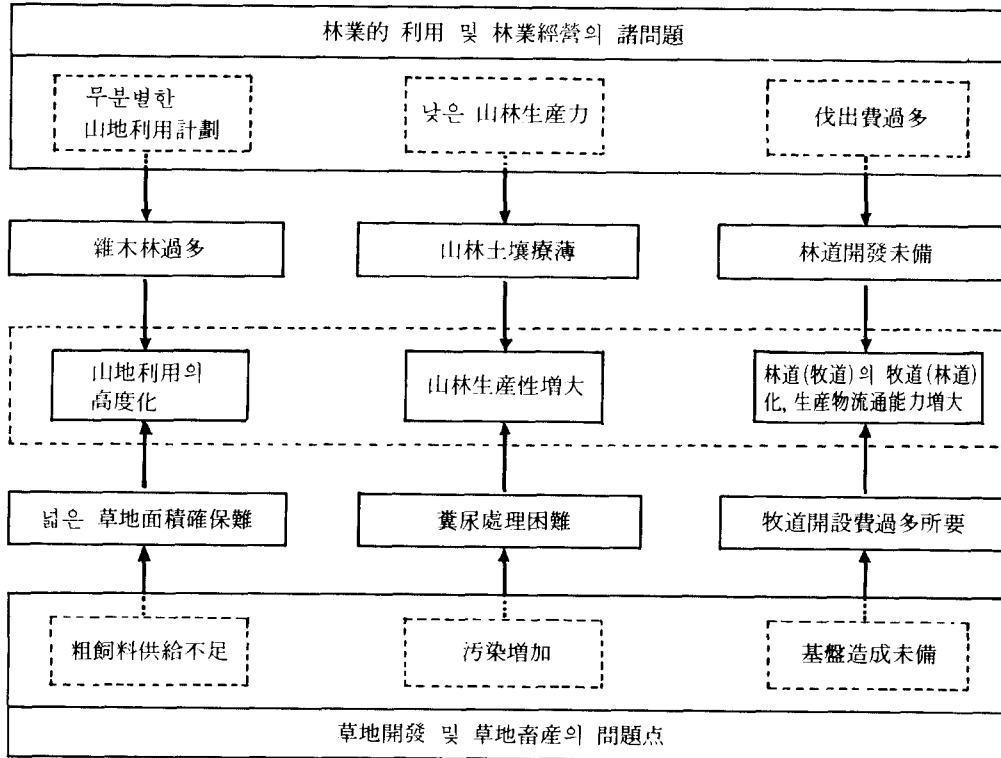 林業的 利用 및 林業經營의 諸問題
무분별한
山地利用計劃
낮은 山林生産力
伐出費過多
雜木林過多
山林土壤瘠薄
林道開發未備
山地利用의
高度化
山林生産性增大
林道(牧道)의 牧道(林道)
化, 生産物流通能力增大
넓은 草地面積確保難
糞尿處理困難
牧道開設費過多所要
粗飼料供給不足
汚染增加
基盤造成未備
草地開發 및 草地畜産의 問題点